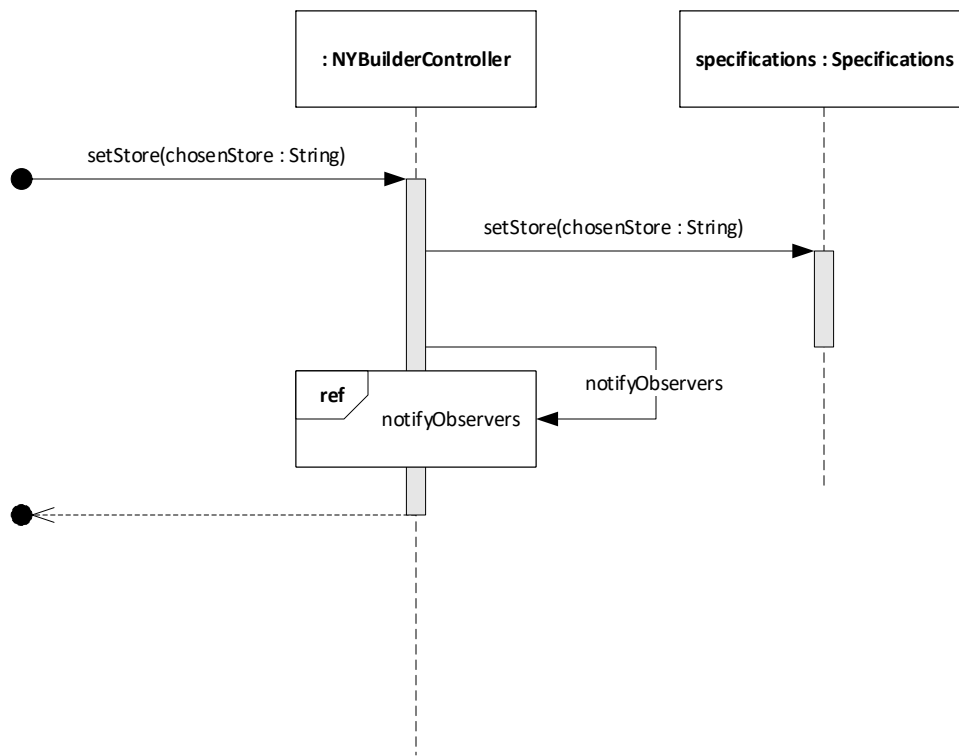 : NYBuilderController
specifications : Specifications
setStore(chosenStore : String)
setStore(chosenStore : String)
notifyObservers
ref
notifyObservers